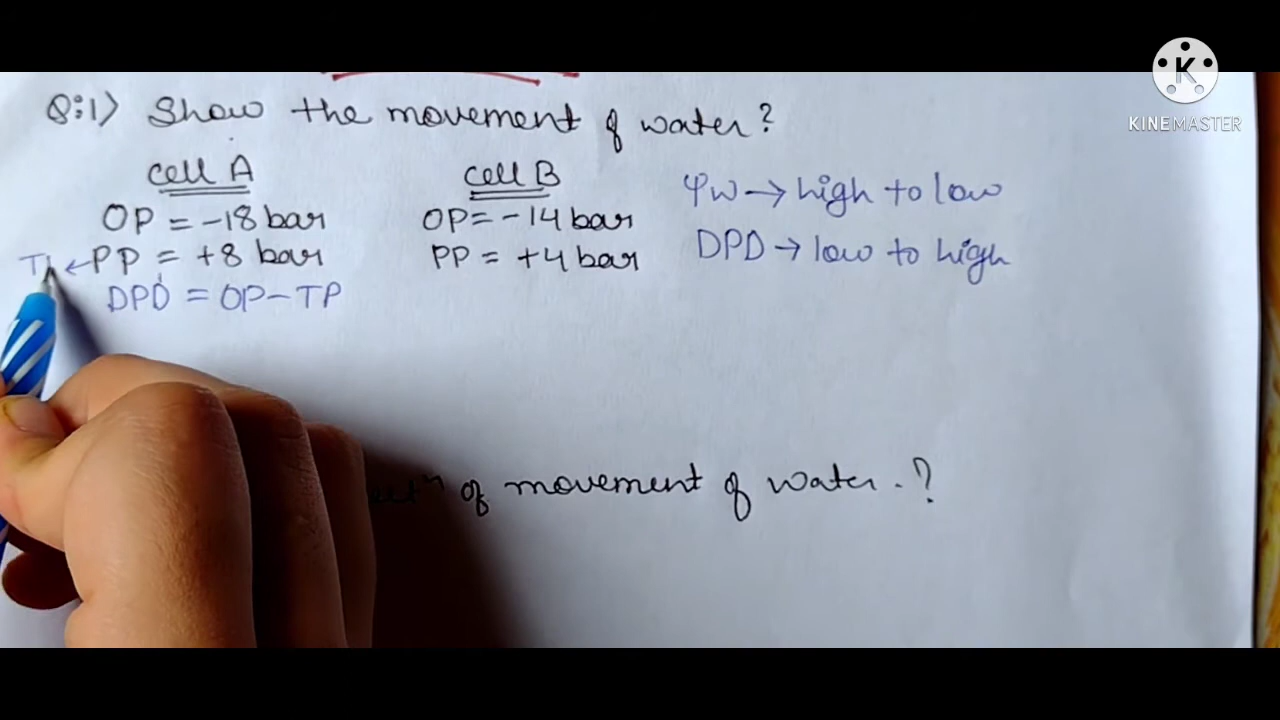 Q:1) Show the movement of water?
cell A
OP = -18 bar
PP = +8 bar
DPD = OP - TP
cell B
OP = -14 bar
PP = +4 bar
Ψw → high to low
DPD → low to high
of movement of water.?
KINEMASTER